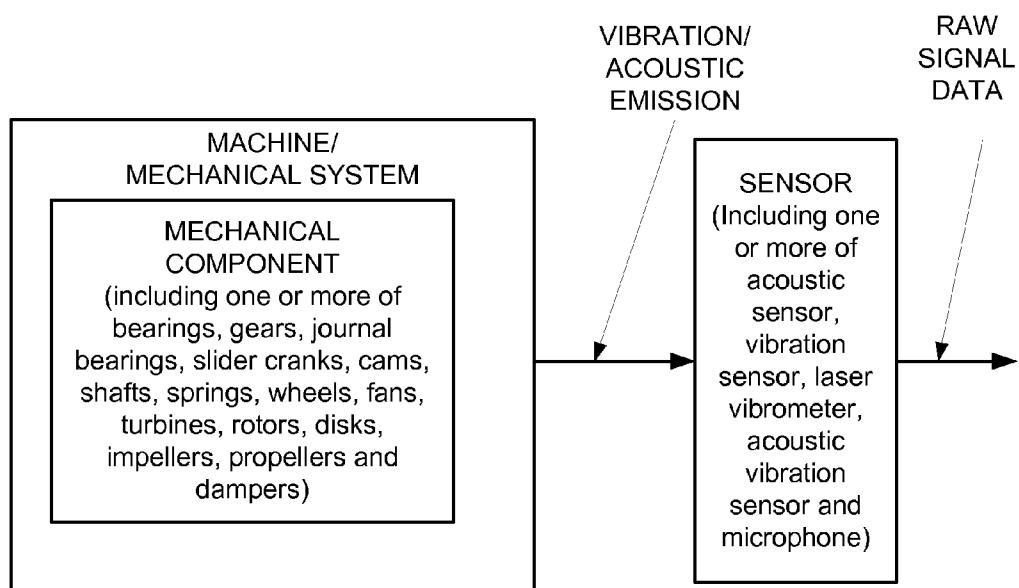 VIBRATION/
ACOUSTIC
EMISSION
RAW
SIGNAL
DATA
MACHINE/
MECHANICAL SYSTEM
MECHANICAL
COMPONENT
(including one or more of
bearings, gears, journal
bearings, slider cranks, cams,
shafts, springs, wheels, fans,
turbines, rotors, disks,
impellers, propellers and
dampers)
SENSOR
(Including one
or more of
acoustic
sensor,
vibration
sensor, laser
vibrometer,
acoustic
vibration
sensor and
microphone)